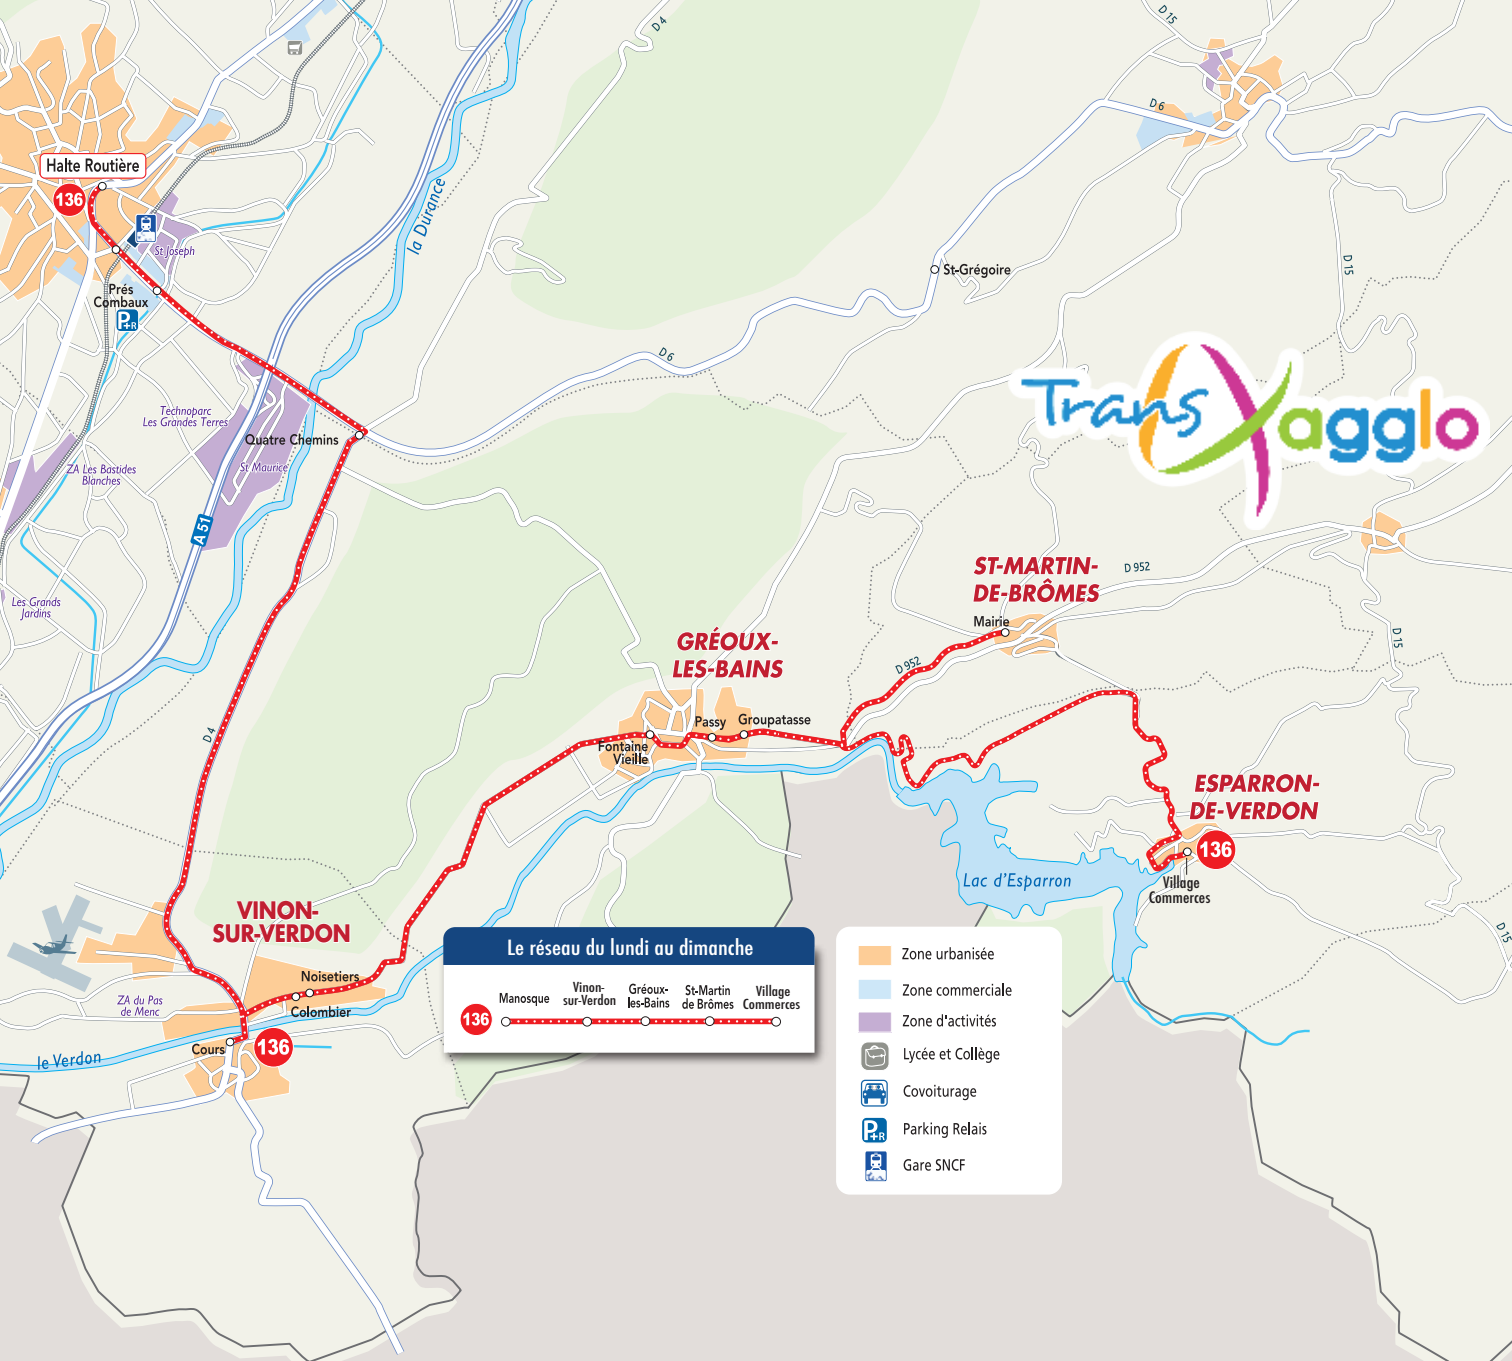 D 4
D 15
D 6
Halte Routière
136
la Durance
St Joseph
St-Grégoire
D 15
Prés
Combaux
P+R
D 6
Trans
agglo
Technoparc
Les Grandes Terres
Quatre Chemins
St Maurice
ZA Les Bastides
Blanches
A 51
ST-MARTIN-
DE-BRÔMES
D 952
Les Grands
Jardins
Mairie
GRÉOUX-
LES-BAINS
D 952
D 15
D 4
Passy
Groupatasse
Fontaine
Vieille
ESPARRON-
DE-VERDON
136
Lac d'Esparron
Village
Commerces
VINON-
SUR-VERDON
D 15
Noisetiers
Colombier
ZA du Pas
de Menc
Cours
136
le Verdon
Le réseau du lundi au dimanche
136
Manosque
Vinon-
sur-Verdon
Gréoux-
les-Bains
St-Martin
de Brômes
Village
Commerces
Zone urbanisée
Zone commerciale
Zone d'activités
Lycée et Collège
Covoiturage
P+R
Parking Relais
Gare SNCF